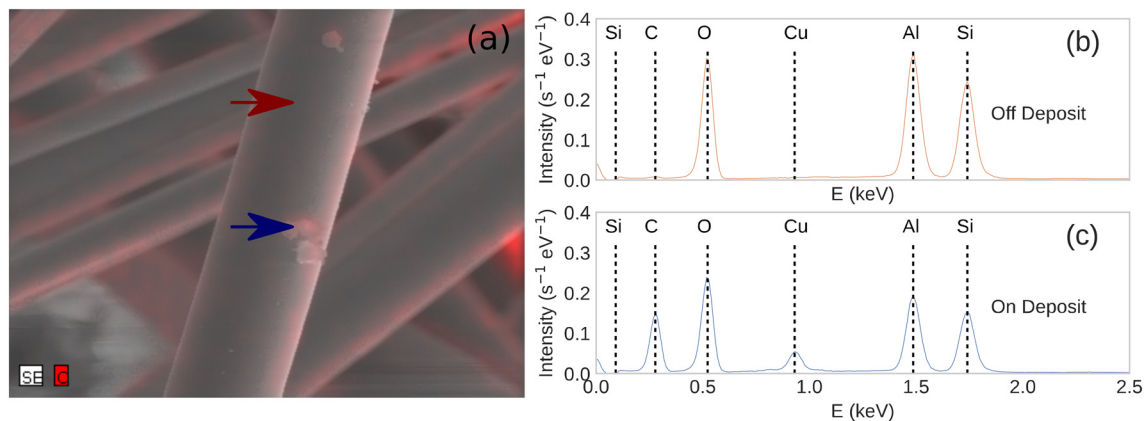 (a)
SE
C
(b)
0.4
0.3
0.2
0.1
0.0
Intensity (s⁻¹ eV⁻¹)
Si C O Cu Al Si
Off Deposit
E (keV)
(c)
0.4
0.3
0.2
0.1
0.0
Intensity (s⁻¹ eV⁻¹)
Si C O Cu Al Si
On Deposit
0.0 0.5 1.0 1.5 2.0 2.5
E (keV)